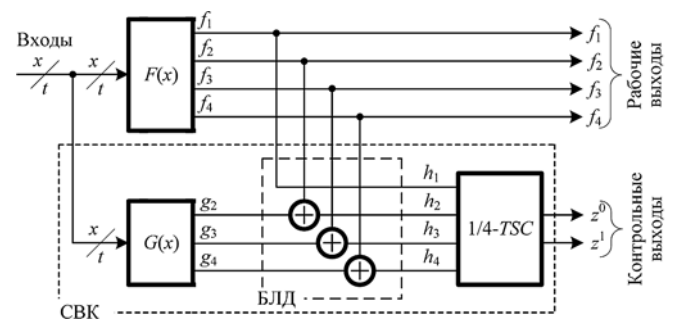 Входы
x
t
x
t
F(x)
f1
f2
f3
f4
f1
f2
f3
f4
Рабочие
выходы
x
t
G(x)
g2
g3
g4
h1
h2
h3
h4
1/4-TSC
z⁰
z¹
Контрольные
выходы
БЛД
СВК